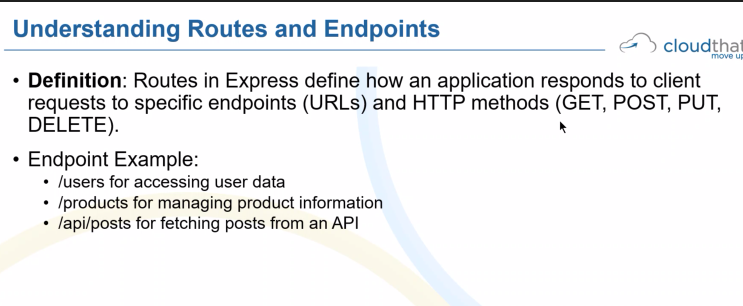 Understanding Routes and Endpoints
cloudthat
move up
• Definition: Routes in Express define how an application responds to client
requests to specific endpoints (URLs) and HTTP methods (GET, POST, PUT,
DELETE).
• Endpoint Example:
• /users for accessing user data
• /products for managing product information
• /api/posts for fetching posts from an API